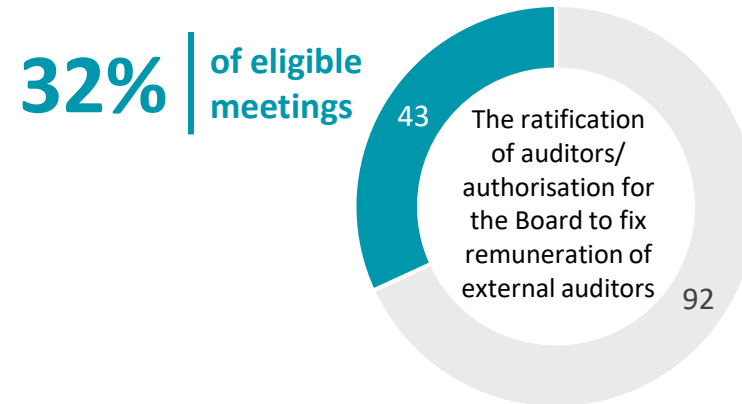 32%
of eligible
meetings
43
The ratification
of auditors/
authorisation for
the Board to fix
remuneration of
external auditors
92